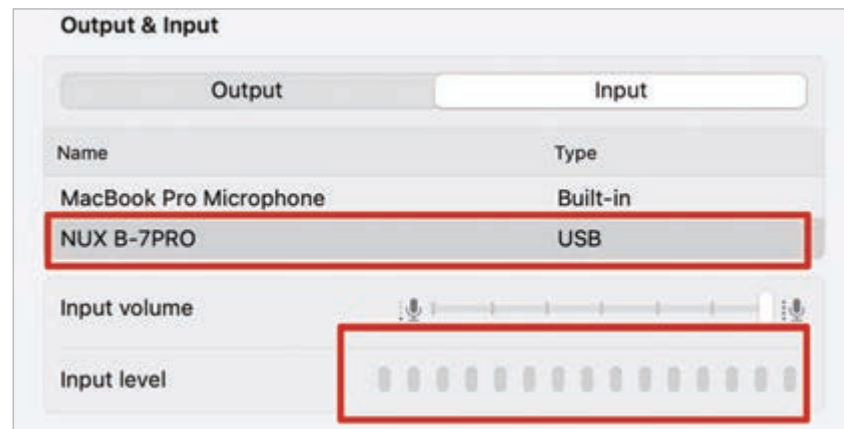 Output & Input
Output Input
Name Type
MacBook Pro Microphone Built-in
NUX B-7PRO USB
Input volume
Input level